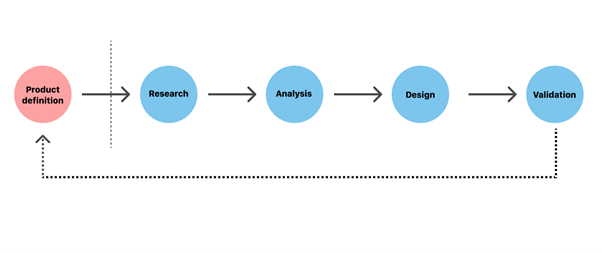 Product
definition
Research
Analysis
Design
Validation